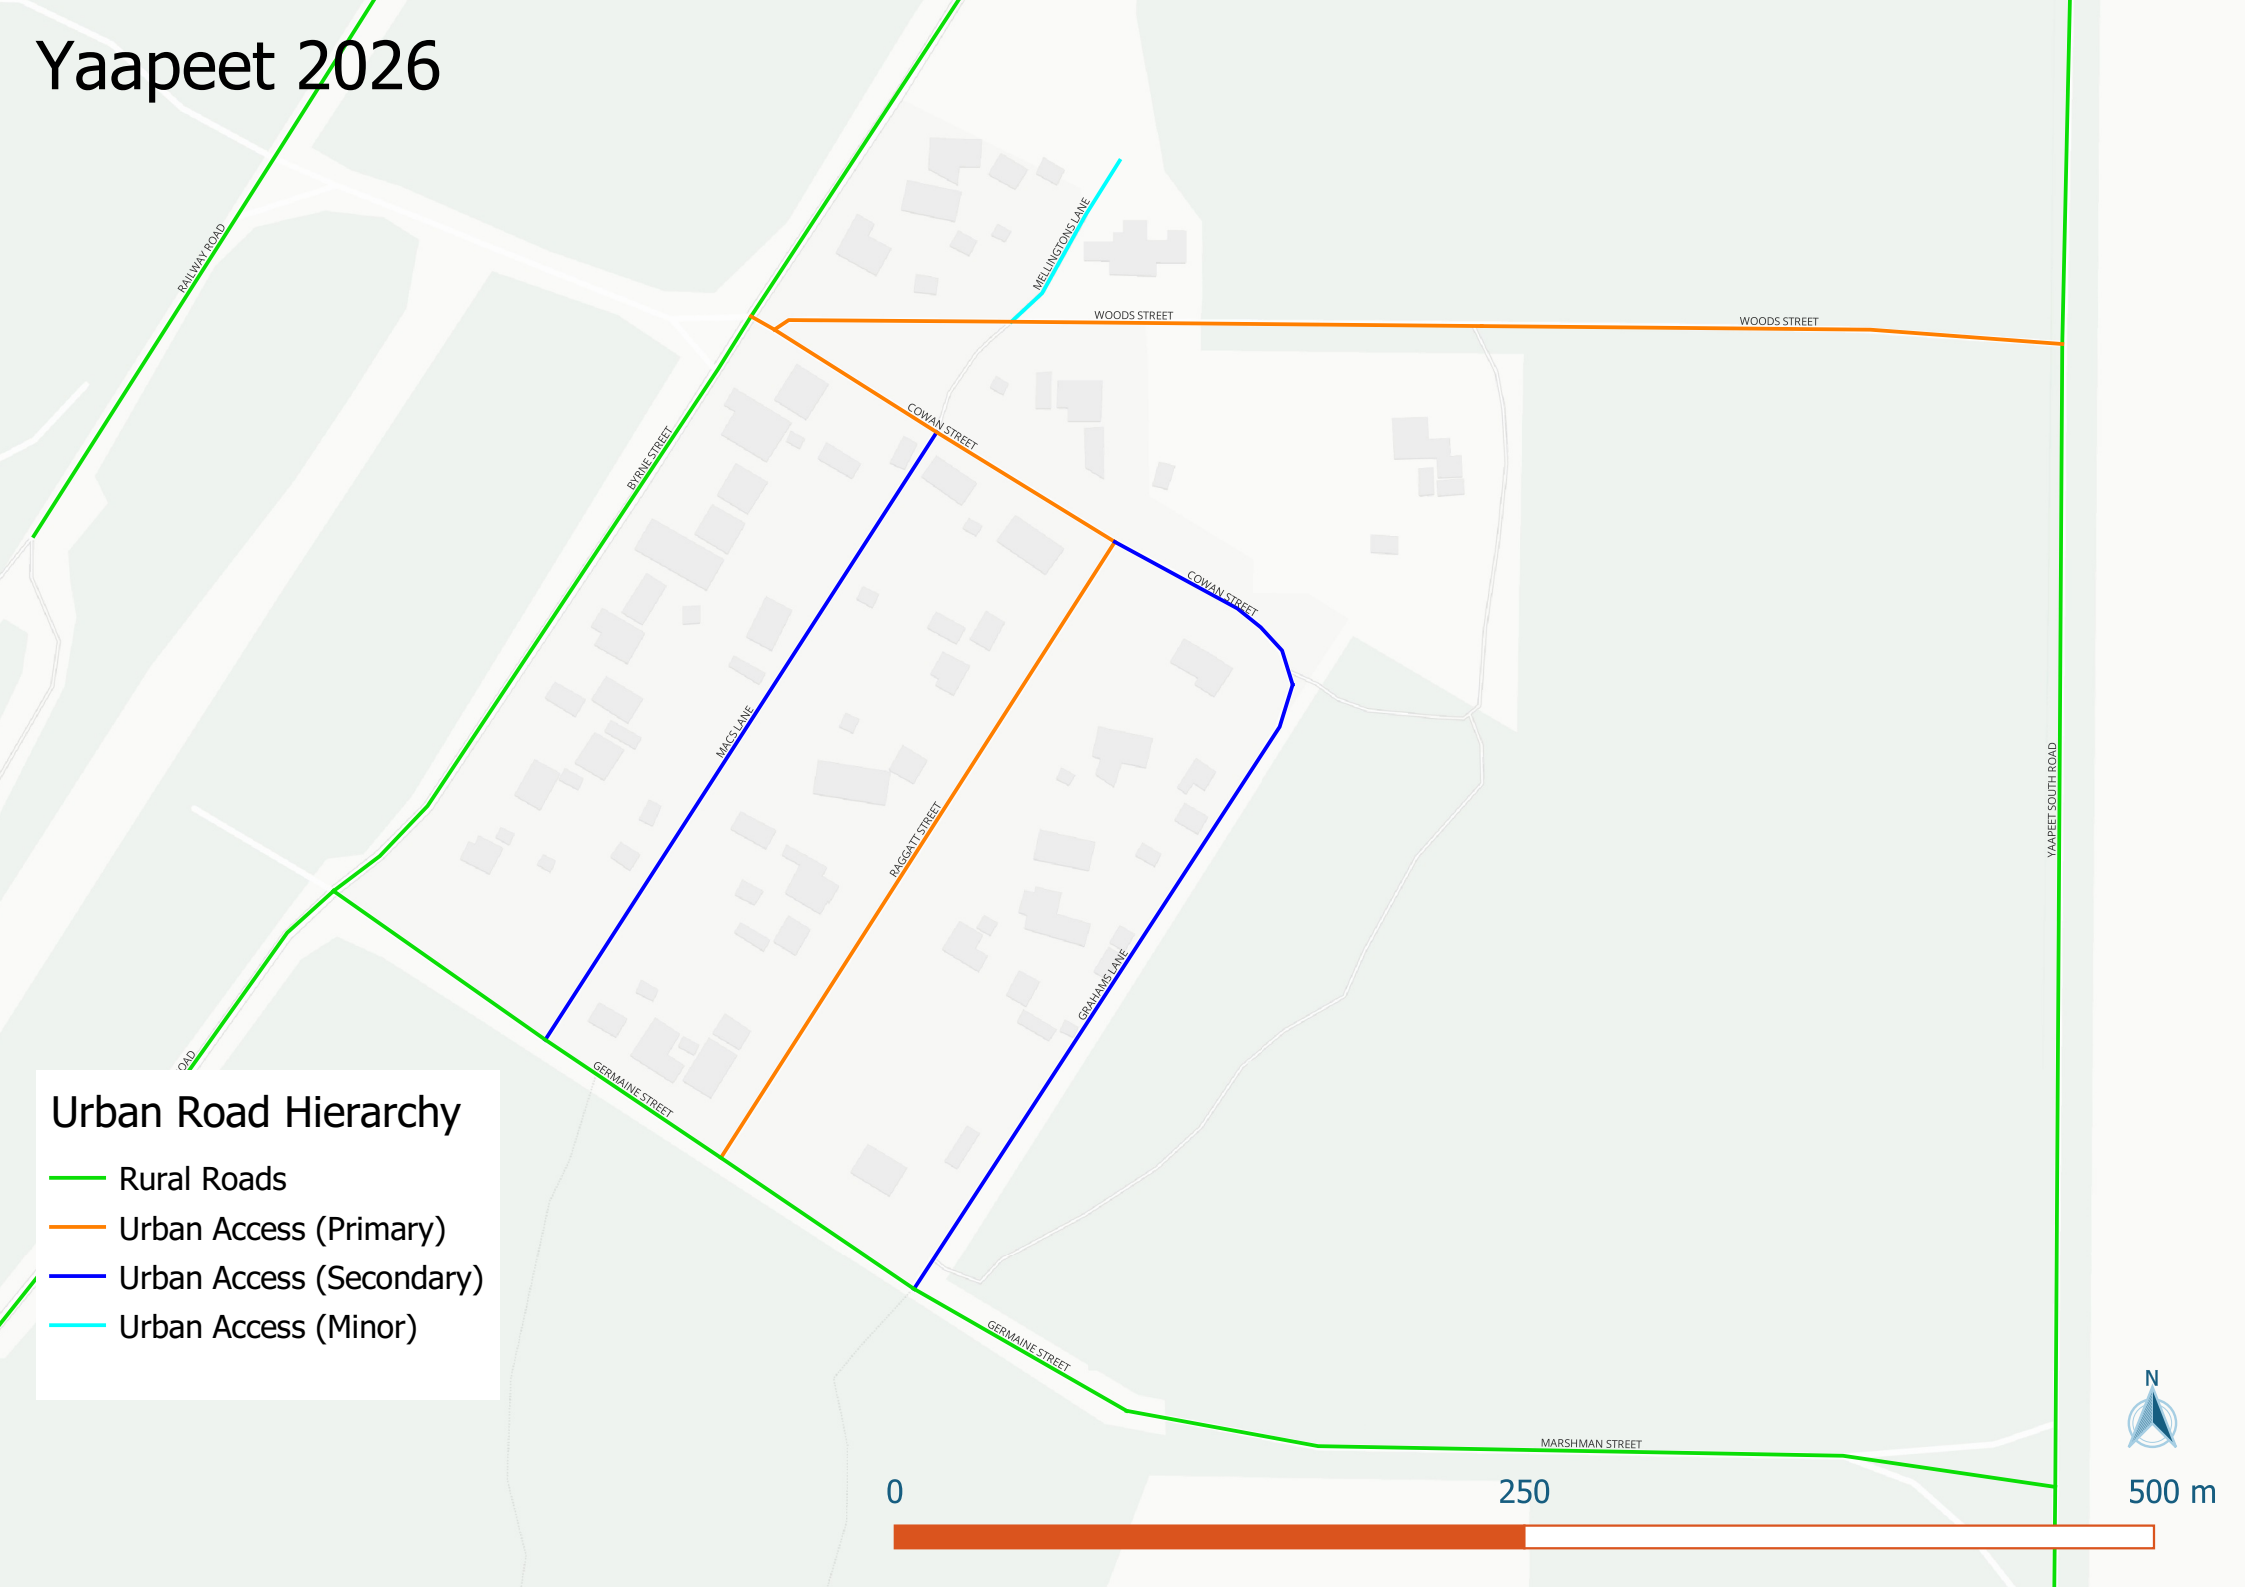 Yaapeet 2026
RAILWAY ROAD
MELLINGTONS LANE
WOODS STREET
WOODS STREET
COWAN STREET
BYRNE STREET
COWAN STREET
MACS LANE
YAAPEET SOUTH ROAD
RAGGATT STREET
GRAHAMS LANE
GERMAINE STREET
Urban Road Hierarchy
Rural Roads
Urban Access (Primary)
Urban Access (Secondary)
Urban Access (Minor)
GERMAINE STREET
MARSHMAN STREET
N
0 250 500 m